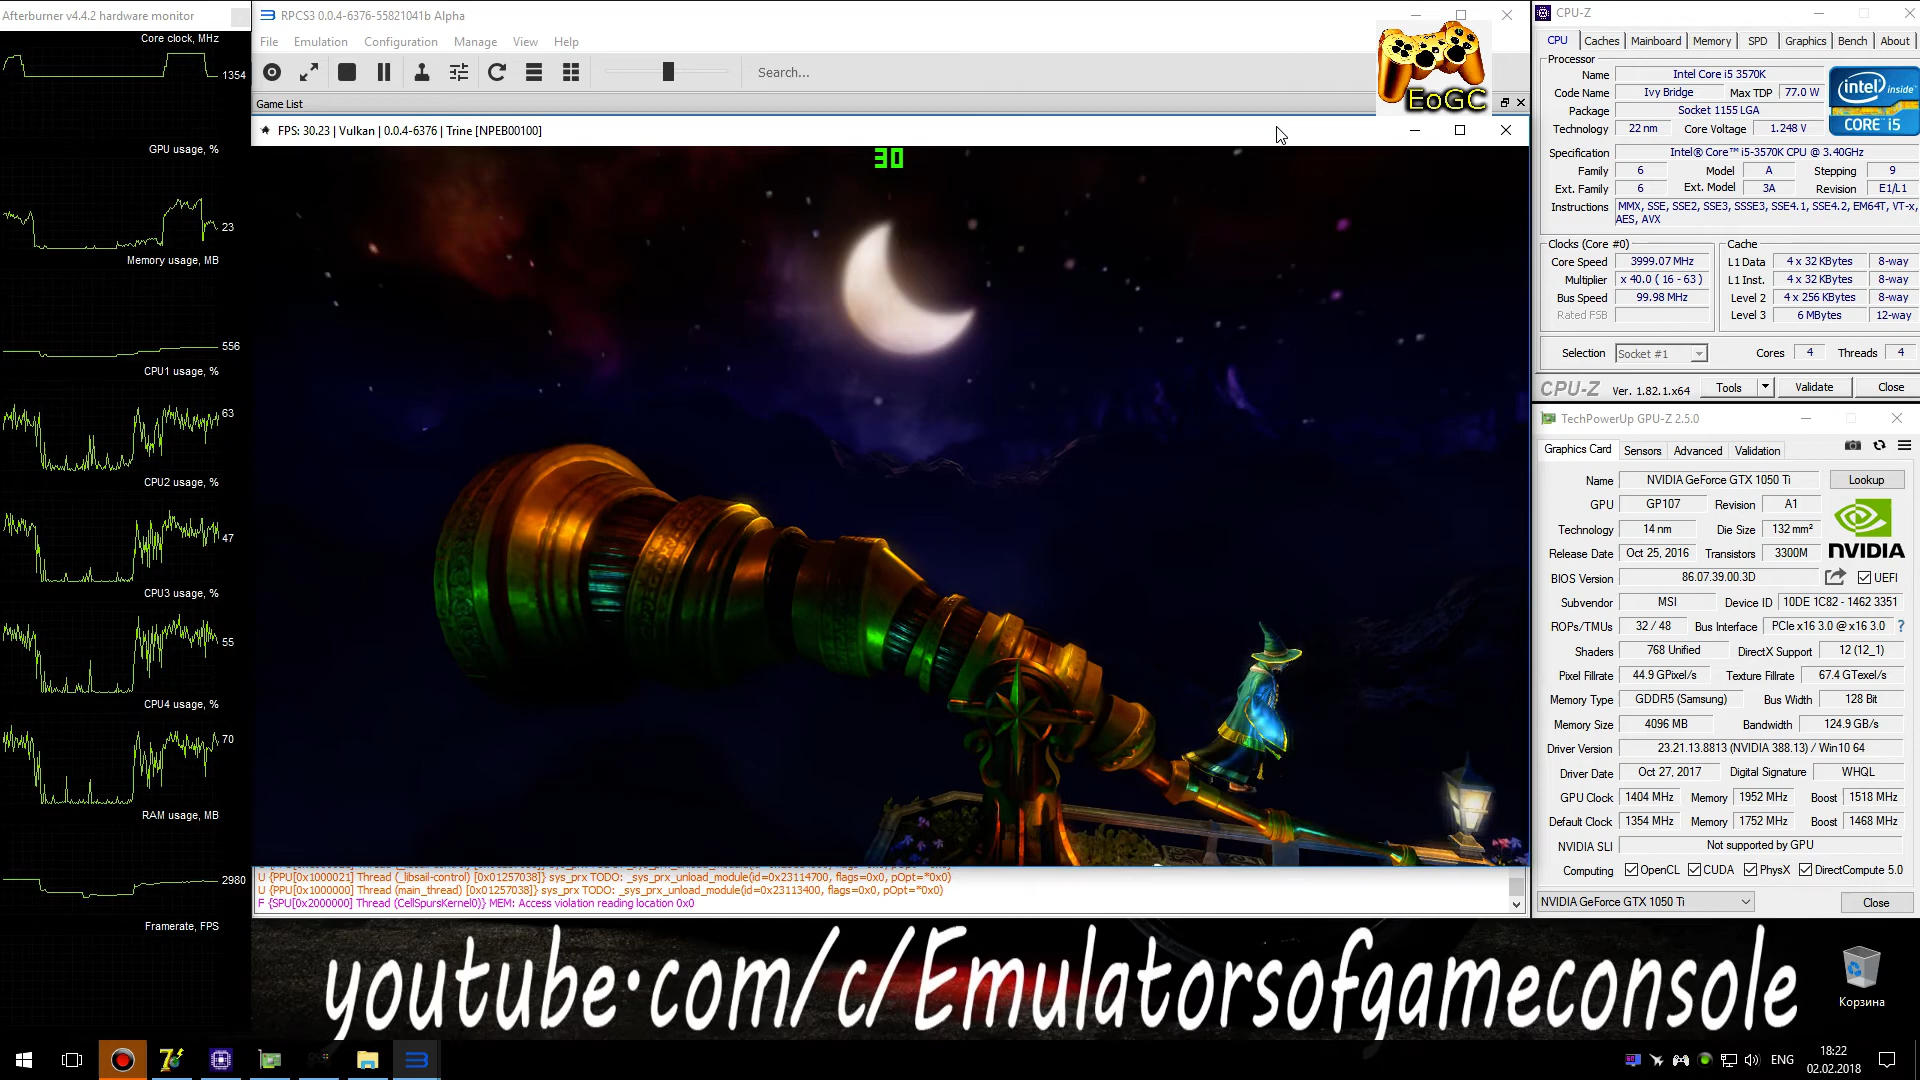 Afterburner v4.4.2 hardware monitor
Core clock, MHz
1354
GPU usage, %
23
Memory usage, MB
556
CPU1 usage, %
63
CPU2 usage, %
47
CPU3 usage, %
55
CPU4 usage, %
70
RAM usage, MB
2980
Framerate, FPS
RPCS3 0.0.4-6376-55821041b Alpha
File Emulation Configuration Manage View Help
Search...
EoGC
Game List
FPS: 30.23 | Vulkan | 0.0.4-6376 | Trine [NPEB00100]
30
U {PPU[0x1000021] Thread (_libsail-control) [0x01257038]} sys_prx TODO: _sys_prx_unload_module(id=0x23114700, flags=0x0, pOpt=*0x0)
U {PPU[0x1000000] Thread (main_thread) [0x01257038]} sys_prx TODO: _sys_prx_unload_module(id=0x23113400, flags=0x0, pOpt=*0x0)
F {SPU[0x2000000] Thread (CellSpursKernel0)} MEM: Access violation reading location 0x0
youtube.com/c/Emulatorsofgameconsole
CPU-Z
CPU Caches Mainboard Memory SPD Graphics Bench About
Processor
Name Intel Core i5 3570K
Code Name Ivy Bridge Max TDP 77.0 W
Package Socket 1155 LGA
Technology 22 nm Core Voltage 1.248 V
intel inside™
CORE i5
Specification Intel® Core™ i5-3570K CPU @ 3.40GHz
Family 6 Model A Stepping 9
Ext. Family 6 Ext. Model 3A Revision E1/L1
Instructions MMX, SSE, SSE2, SSE3, SSSE3, SSE4.1, SSE4.2, EM64T, VT-x,
AES, AVX
Clocks (Core #0) Cache
Core Speed 3999.07 MHz L1 Data 4 x 32 KBytes 8-way
Multiplier x 40.0 ( 16 - 63 ) L1 Inst. 4 x 32 KBytes 8-way
Bus Speed 99.98 MHz Level 2 4 x 256 KBytes 8-way
Rated FSB Level 3 6 MBytes 12-way
Selection Socket #1 Cores 4 Threads 4
CPU-Z Ver. 1.82.1.x64 Tools Validate Close
TechPowerUp GPU-Z 2.5.0
Graphics Card Sensors Advanced Validation
Name NVIDIA GeForce GTX 1050 Ti Lookup
GPU GP107 Revision A1
Technology 14 nm Die Size 132 mm²
Release Date Oct 25, 2016 Transistors 3300M
NVIDIA
BIOS Version 86.07.39.00.3D UEFI
Subvendor MSI Device ID 10DE 1C82 - 1462 3351
ROPs/TMUs 32 / 48 Bus Interface PCIe x16 3.0 @ x16 3.0 ?
Shaders 768 Unified DirectX Support 12 (12_1)
Pixel Fillrate 44.9 GPixel/s Texture Fillrate 67.4 GTexel/s
Memory Type GDDR5 (Samsung) Bus Width 128 Bit
Memory Size 4096 MB Bandwidth 124.9 GB/s
Driver Version 23.21.13.8813 (NVIDIA 388.13) / Win10 64
Driver Date Oct 27, 2017 Digital Signature WHQL
GPU Clock 1404 MHz Memory 1952 MHz Boost 1518 MHz
Default Clock 1354 MHz Memory 1752 MHz Boost 1468 MHz
NVIDIA SLI Not supported by GPU
Computing OpenCL CUDA PhysX DirectCompute 5.0
NVIDIA GeForce GTX 1050 Ti Close
Корзина
ENG
18:22
02.02.2018